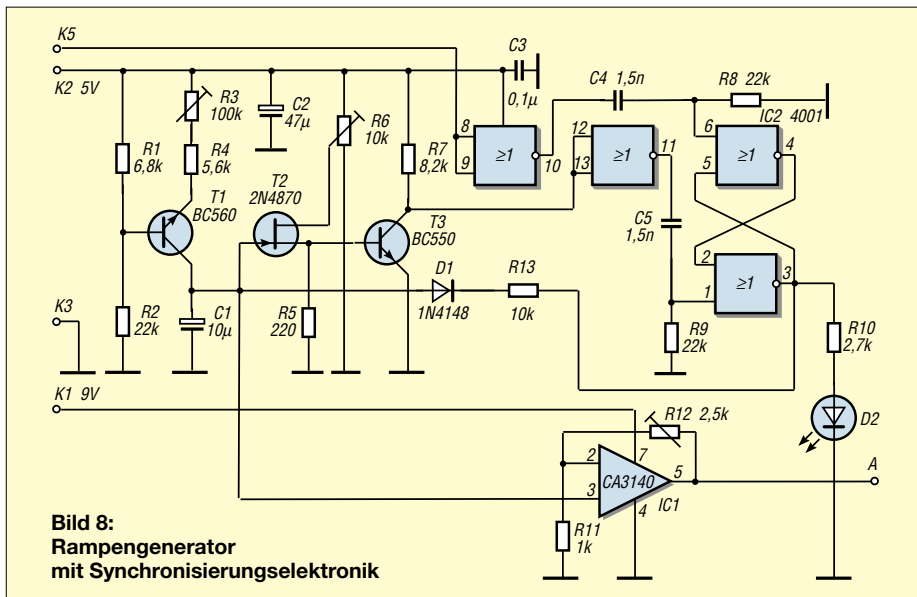 K5
K2 5V
C3
0,1µ
C4 1,5n
R8 22k
IC2 4001
R3
100k
R4
5,6k
R1
6,8k
C2
47µ
R6
10k
R7
8,2k
8
9
≥1
10
12
13
≥1
11
6
5
≥1
4
T1
BC560
T2
2N4870
T3
BC550
C5
1,5n
2
1
≥1
3
D1
1N4148
R13
10k
K3
R2
22k
C1
10µ
R5
220
R9
22k
R10
2,7k
D2
K1 9V
R12 2,5k
2
3
CA3140
7
5
4
IC1
A
R11
1k
Bild 8:
Rampengenerator
mit Synchronisierungselektronik